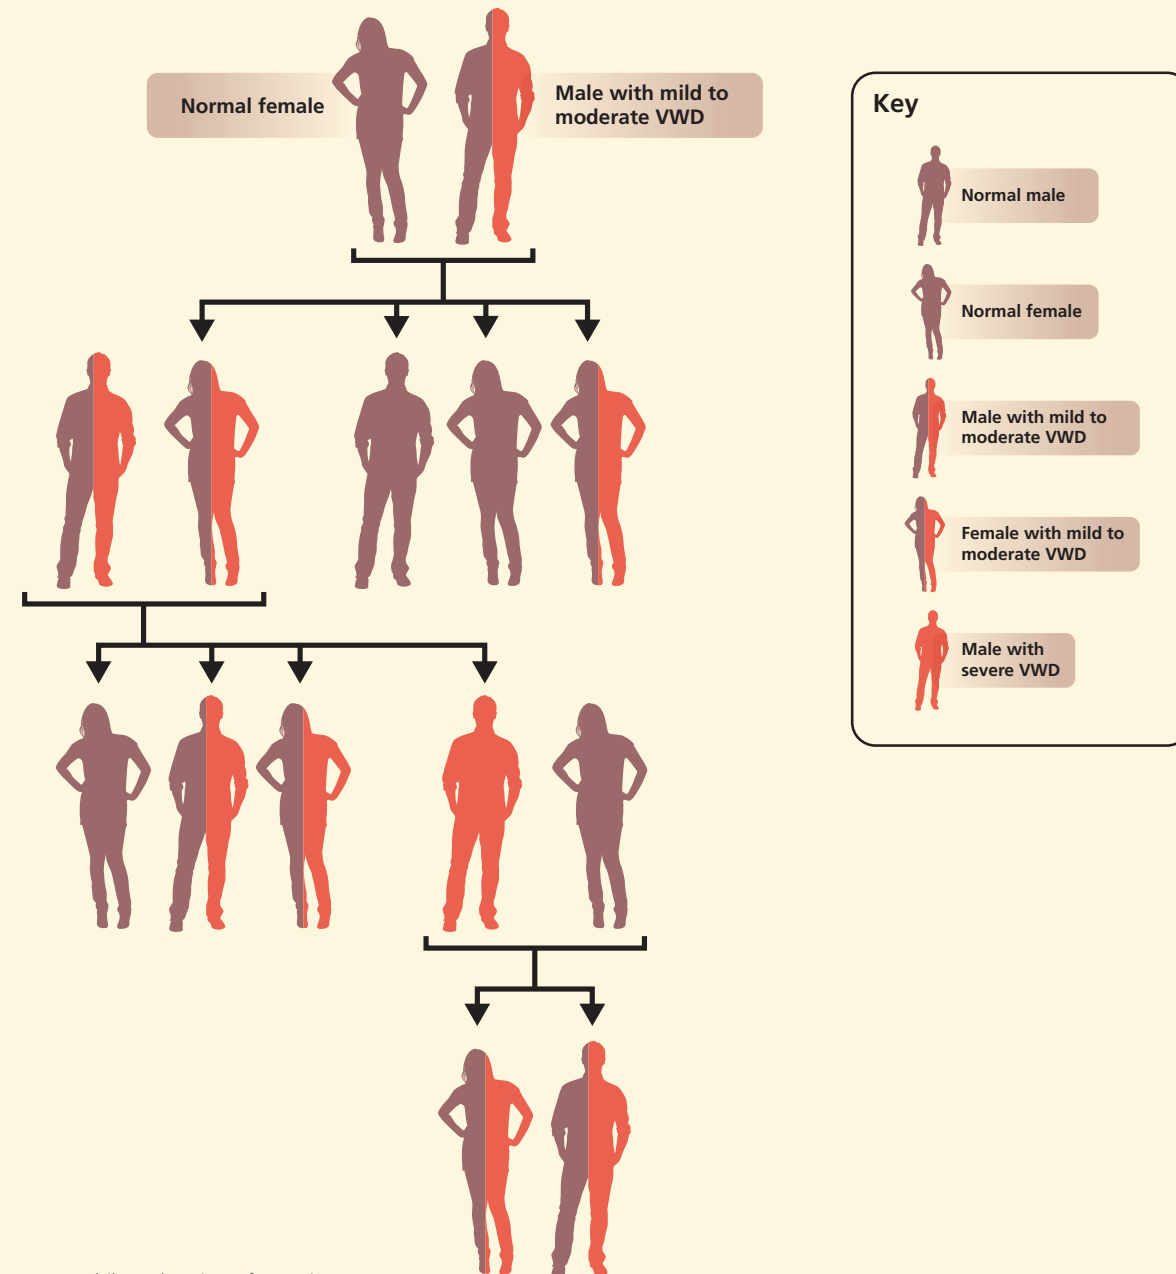 Normal female
Male with mild to
moderate VWD
Key
Normal male
Normal female
Male with mild to
moderate VWD
Female with mild to
moderate VWD
Male with
severe VWD